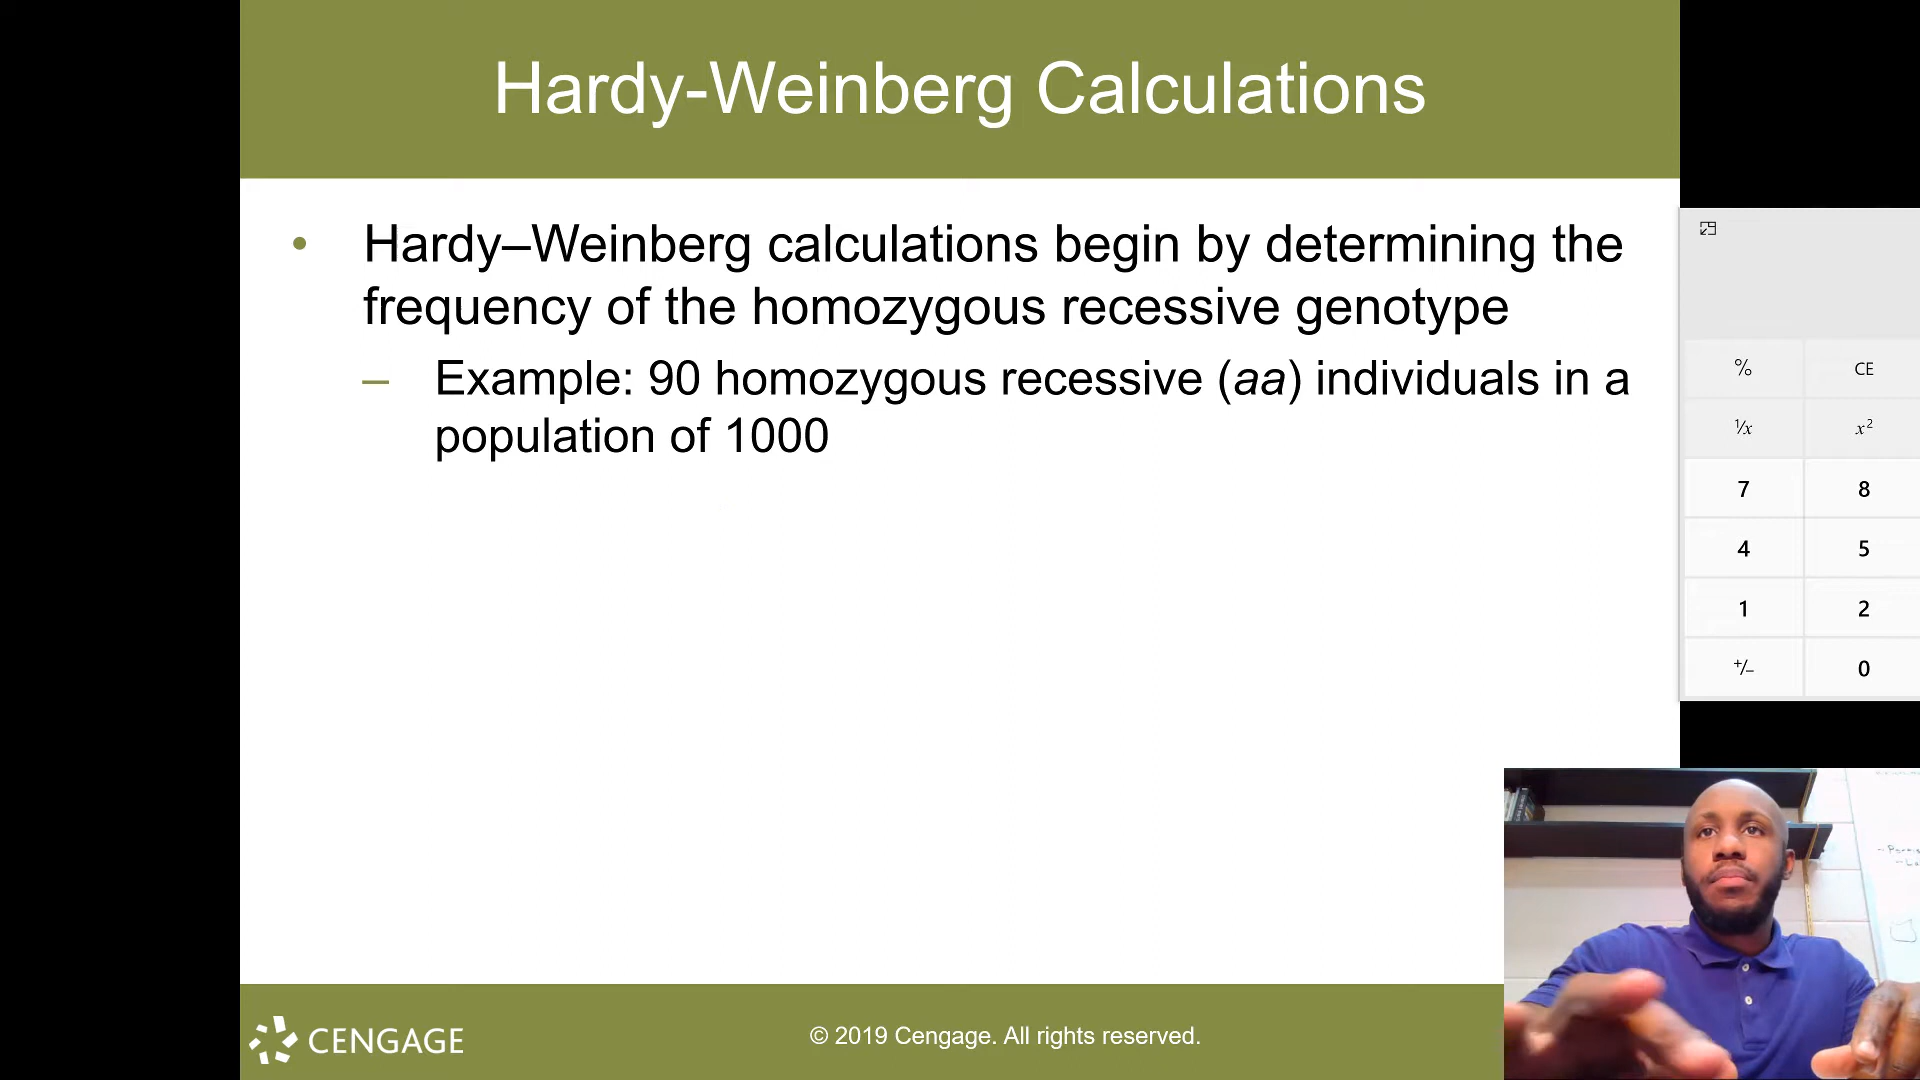 Hardy-Weinberg Calculations
• Hardy–Weinberg calculations begin by determining the
frequency of the homozygous recessive genotype
– Example: 90 homozygous recessive (aa) individuals in a
population of 1000
% CE
1/x x²
7 8
4 5
1 2
+/− 0
CENGAGE
© 2019 Cengage. All rights reserved.